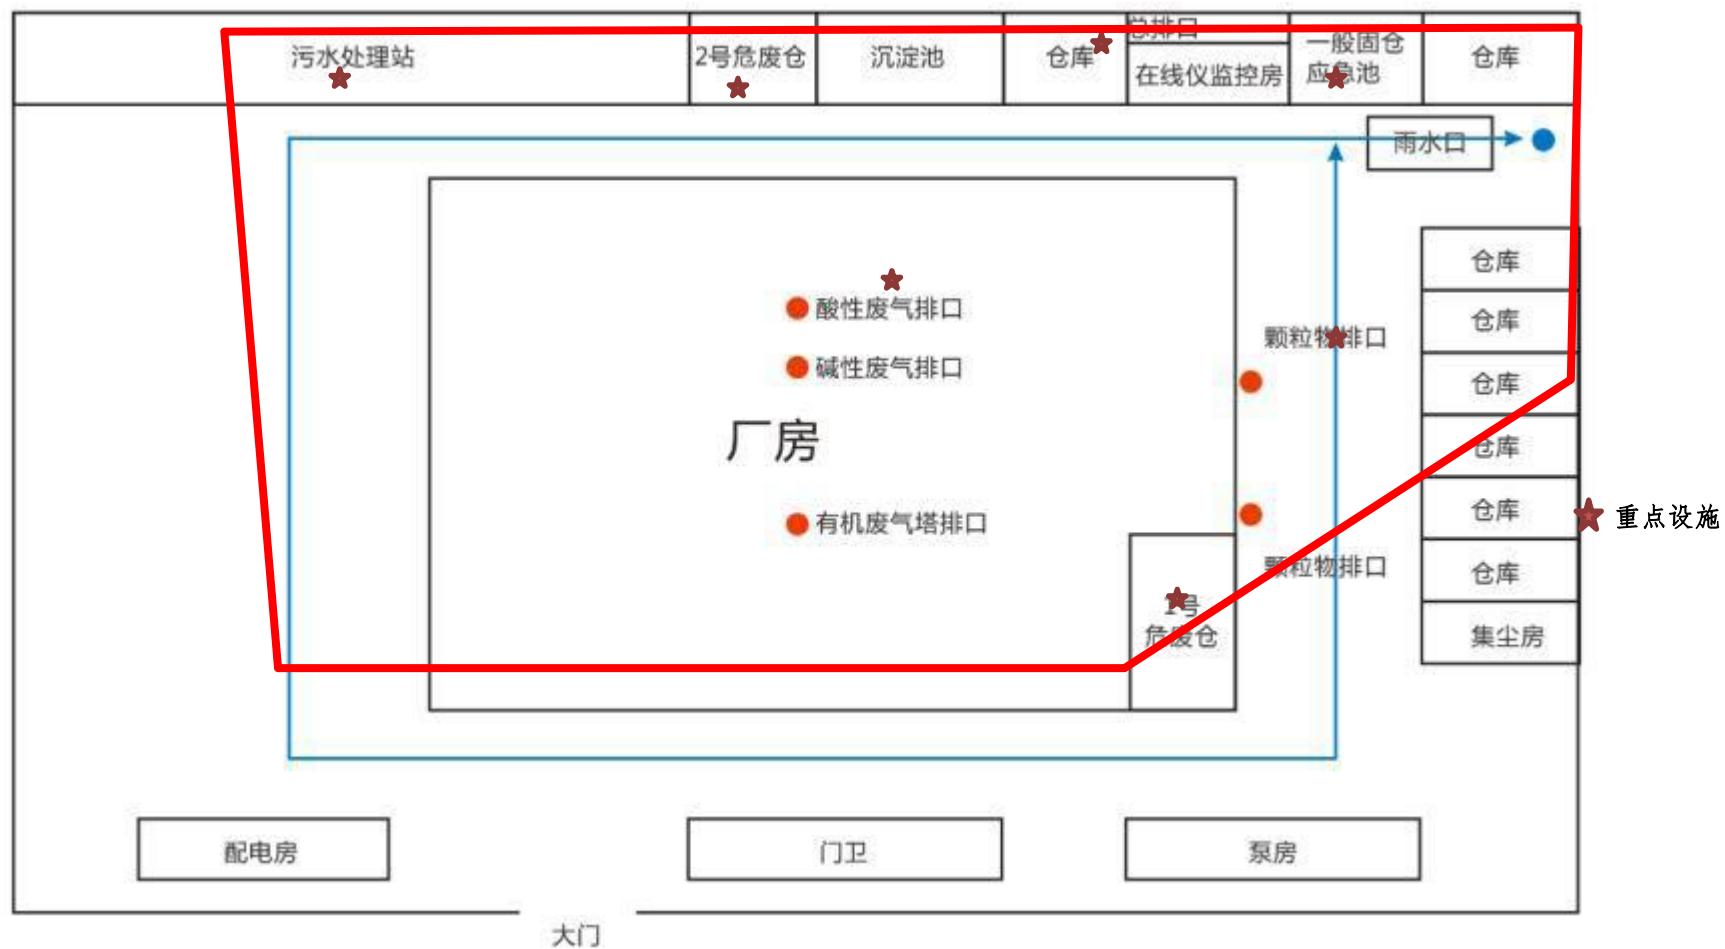 污水处理站
2号危废仓
沉淀池
仓库
总排口
在线仪监控房
一般固仓
应急池
仓库
雨水口
仓库
仓库
仓库
仓库
仓库
仓库
集尘房
酸性废气排口
碱性废气排口
厂房
有机废气塔排口
颗粒物排口
颗粒物排口
1号
危废仓
重点设施
配电房
门卫
泵房
大门